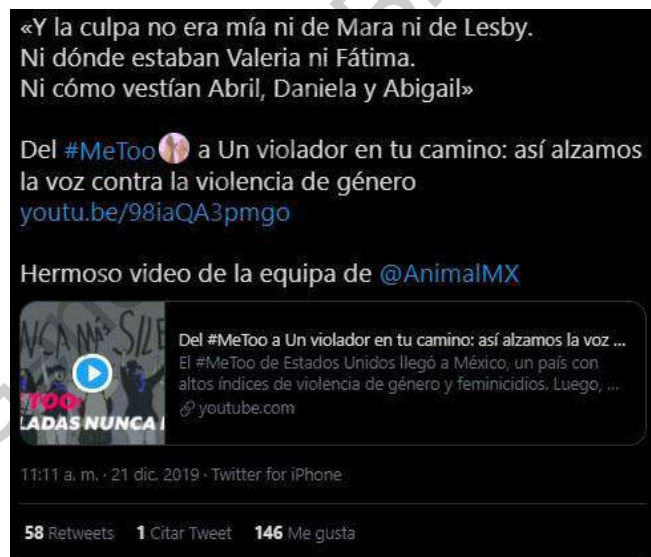 «Y la culpa no era mía ni de Mara ni de Lesby.
Ni dónde estaban Valeria ni Fátima.
Ni cómo vestían Abril, Daniela y Abigail»
Del #MeToo a Un violador en tu camino: así alzamos
la voz contra la violencia de género
youtu.be/98iaQA3pmgo
Hermoso video de la equipa de @AnimalMX
NCA MÁS SILE
TOO:
LADAS NUNCA
Del #MeToo a Un violador en tu camino: así alzamos la voz ...
El #MeToo de Estados Unidos llegó a México, un país con
altos índices de violencia de género y feminicidios. Luego, ...
youtube.com
11:11 a. m. · 21 dic. 2019 · Twitter for iPhone
58 Retweets 1 Citar Tweet 146 Me gusta